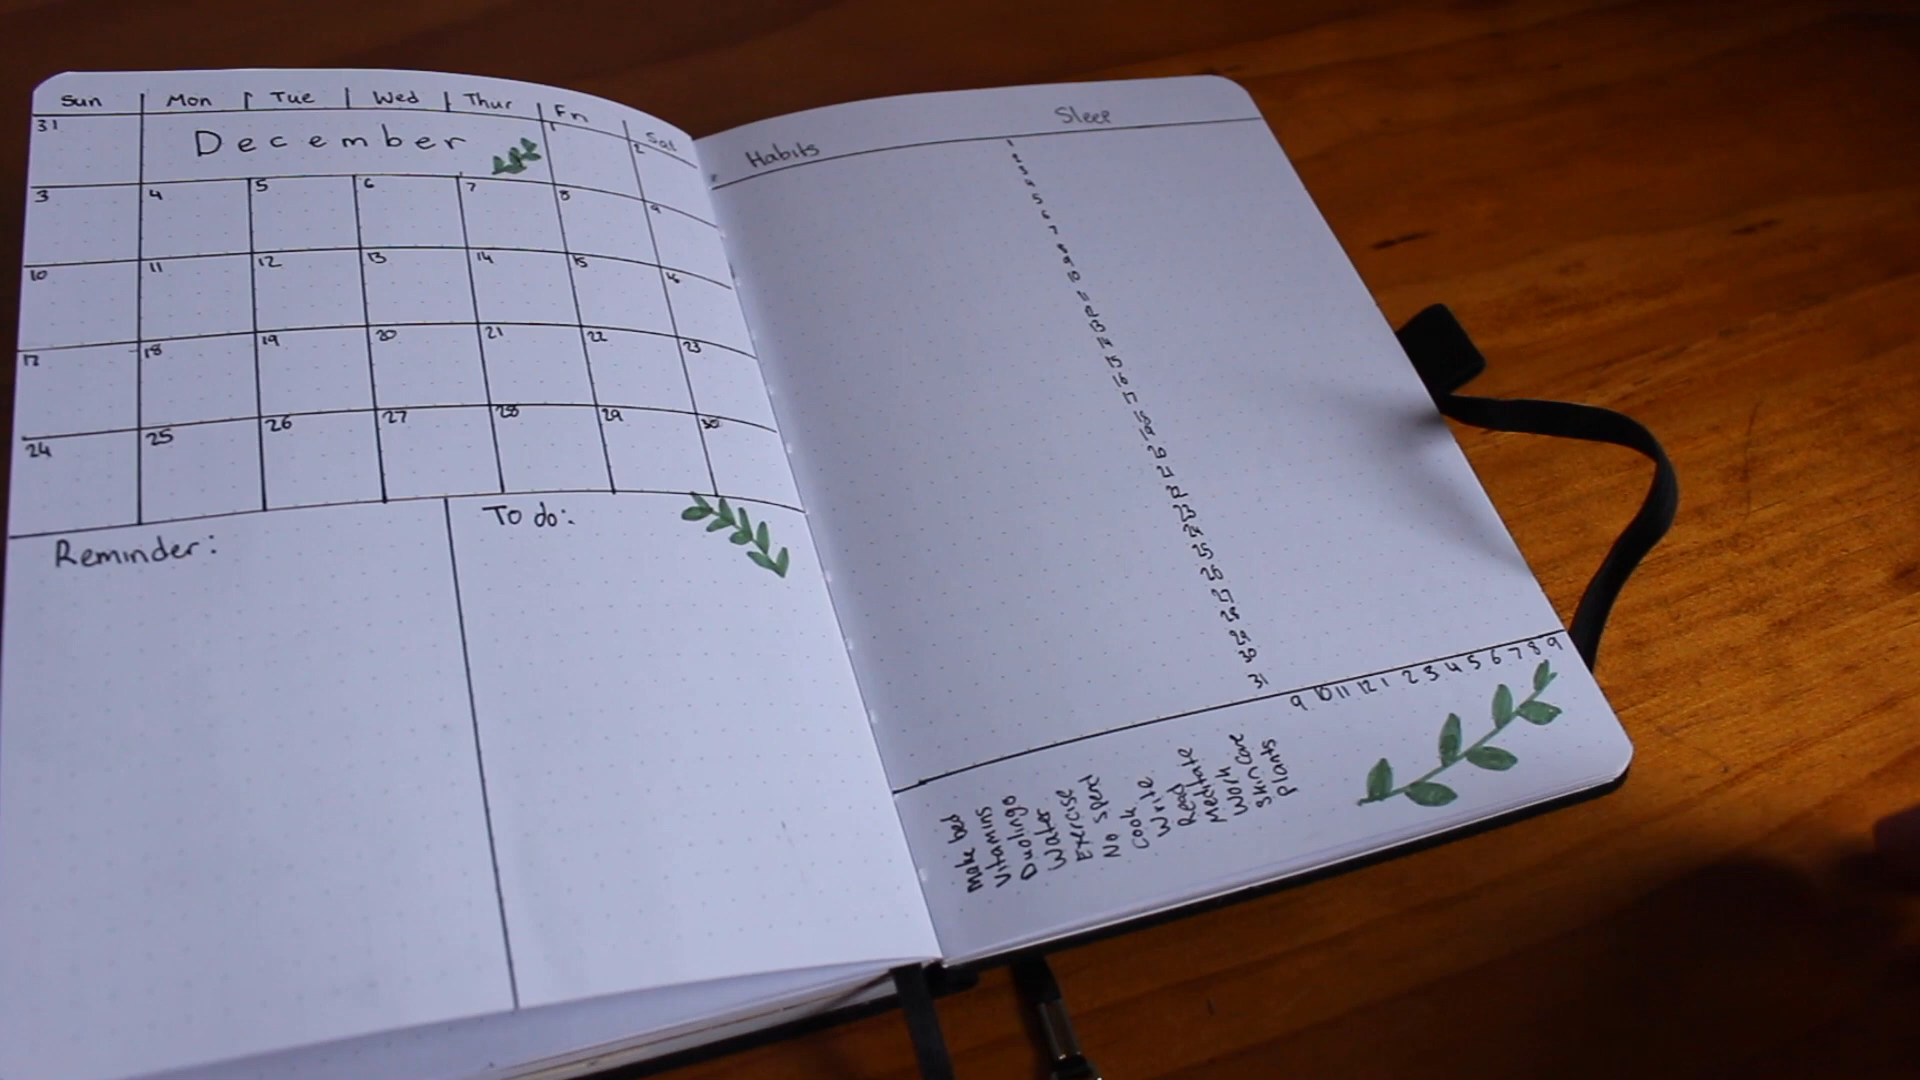 Sun Mon Tue Wed Thur Fri Sat
31 December 1 2
3 4 5 6 7 8 9
10 11 12 13 14 15 16
17 18 19 20 21 22 23
24 25 26 27 28 29 30
Reminder:
To do:
Habits
Sleep
1
2
3
4
5
6
7
8
9
10
11
12
13
14
15
16
17
18
19
20
21
22
23
24
25
26
27
28
29
30
31
9 10 11 12 1 2 3 4 5 6 7 8 9
Make bed
Vitamins
Duolingo
Water
Exercise
No spend
Cook
Write
Read
Meditate
Work
Skin Care
Plants